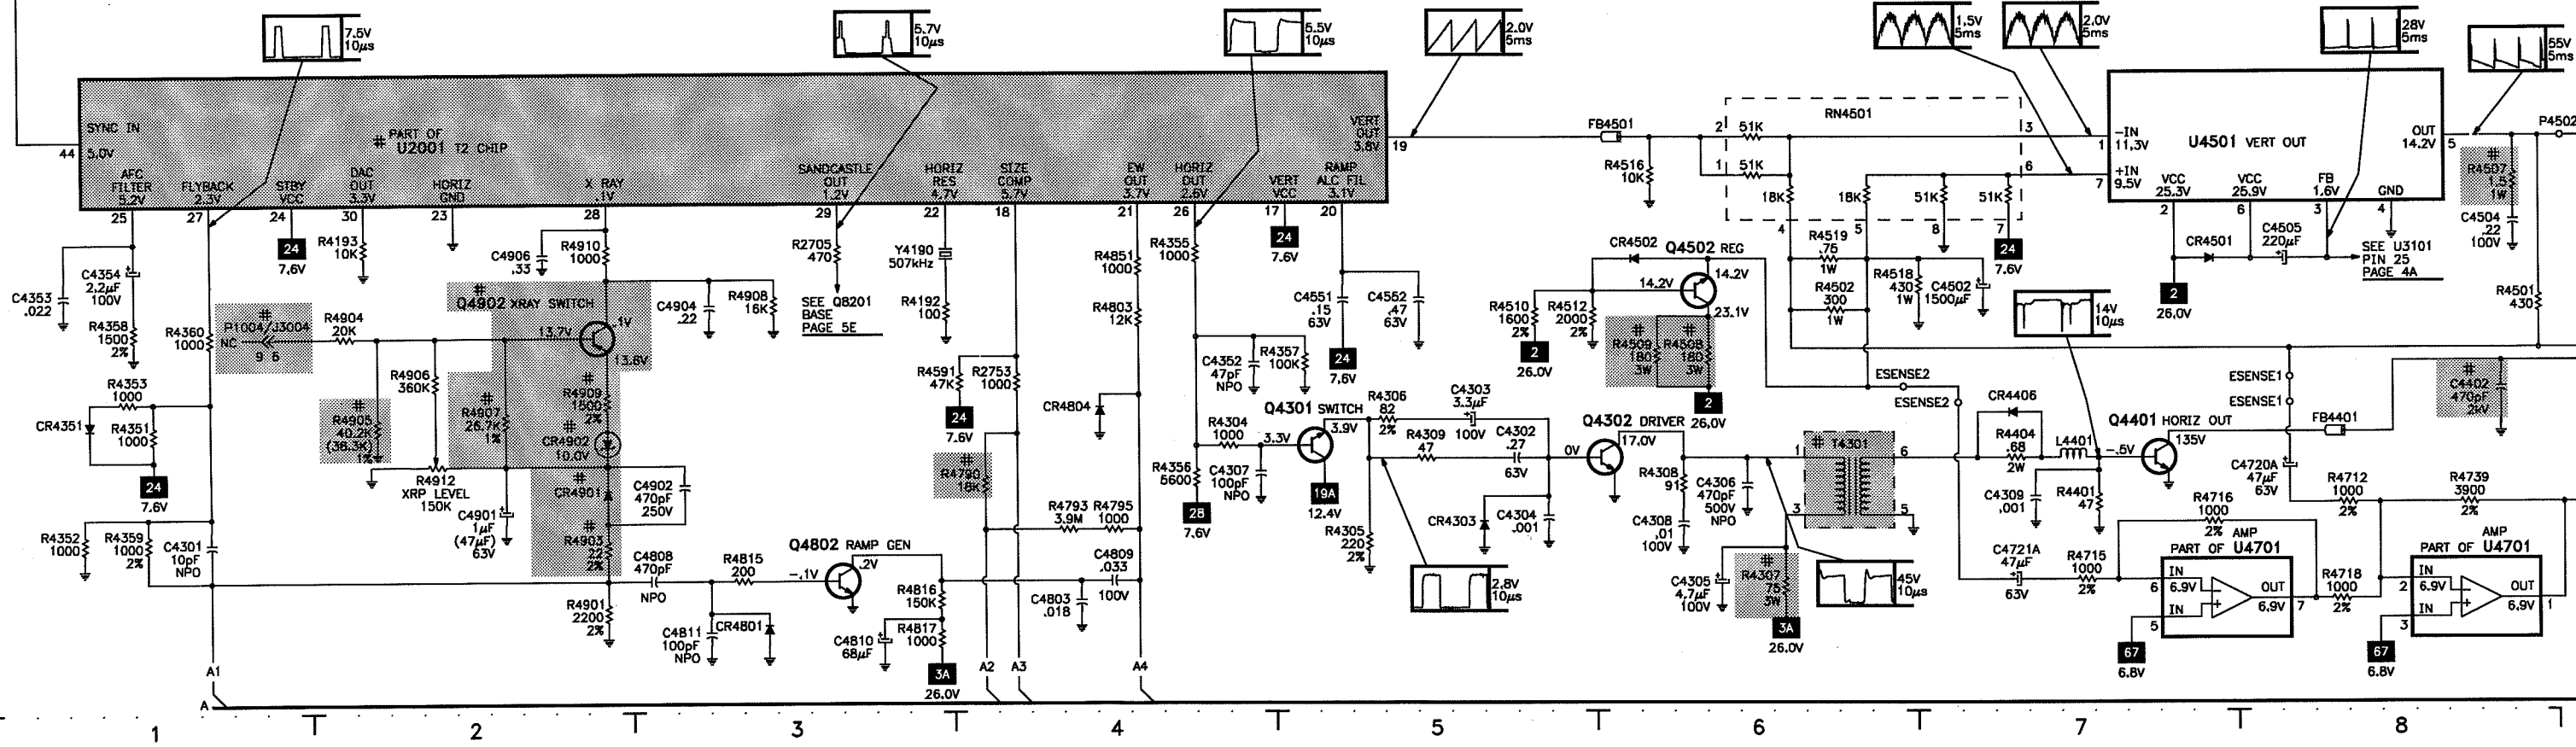 7.5V
10µs
5.7V
10µs
5.5V
10µs
2.0V
5ms
1.5V
5ms
2.0V
5ms
28V
5ms
55V
5ms
SYNC IN
44
5.0V
# PART OF
U2001 T2 CHIP
VERT
OUT
3.8V
19
AFC
FILTER
5.2V
25
FLYBACK
2.3V
27
STBY
VCC
24
DAC
OUT
3.3V
30
HORIZ
GND
23
X RAY
.1V
28
SANDCASTLE
OUT
1.2V
29
HORIZ
RES
4.7V
22
SIZE
COMP
5.7V
18
EW
OUT
3.7V
21
HORIZ
OUT
2.6V
26
VERT
VCC
17
RAMP
ALC FIL
3.1V
20
FB4501
R4516
10K
RN4501
2 51K
1 51K
3
6
18K
18K
51K
51K
4
5
8
7
24
7.6V
-IN
1 11.3V
+IN
7 9.5V
U4501 VERT OUT
OUT
14.2V
5
VCC
25.3V
2
VCC
25.9V
6
FB
1.6V
3
GND
4
P4502
#
R4507
1.5
1W
C4504
.22
100V
R4501
430
CR4501
C4505
220µF
SEE U3101
PIN 25
PAGE 4A
2
26.0V
C4353
.022
C4354
2.2µF
100V
R4358
1500
2%
R4360
1000
24
7.6V
R4193
10K
#
P1004/J3004
NC
9 5
R4904
20K
#
Q4902 XRAY SWITCH
13.7V
.1V
13.6V
C4906
.33
R4910
1000
C4904
.22
R4908
16K
R2705
470
SEE Q8201
BASE
PAGE 5E
Y4190
507kHz
R4192
100
R4851
1000
R4803
12K
R4355
1000
24
7.6V
C4551
.15
63V
C4552
.47
63V
24
7.6V
C4352
47pF
NPO
R4357
100K
R4591
47K
24
7.6V
R2753
1000
CR4804
R4510
1600
2%
2
26.0V
R4512
2000
2%
CR4502
Q4502 REG
14.2V
14.2V
23.1V
#
R4509
180
3W
#
R4508
180
3W
2
26.0V
R4519
.75
1W
R4502
300
1W
R4518
430
1W
C4502
1500µF
14V
10µs
ESENSE2
ESENSE2
ESENSE1
ESENSE1
#
C4402
470pF
2kV
R4353
1000
CR4351
R4351
1000
24
7.6V
R4906
360K
#
R4905
40.2K
(38.3K)
1%
#
R4907
26.7K
1%
#
R4909
1500
2%
#
CR4902
10.0V
R4912
XRP LEVEL
150K
#
CR4901
C4902
470pF
250V
C4901
1µF
(47µF)
63V
#
R4903
22
2%
#
R4790
18K
R4304
1000
3.3V
Q4301 SWITCH
3.9V
R4306
82
2%
C4303
3.3µF
100V
R4309
47
C4302
.27
63V
0V
Q4302 DRIVER
17.0V
R4356
5600
28
7.6V
C4307
100pF
NPO
19A
12.4V
R4305
220
2%
CR4303
C4304
.001
R4308
91
C4308
.01
100V
C4306
470pF
500V
NPO
# T4301
1
3
6
5
CR4406
R4404
.68
2W
L4401
C4309
.001
R4401
47
Q4401 HORIZ OUT
-.5V
135V
FB4401
C4720A
47µF
63V
R4712
1000
2%
R4739
3900
2%
R4716
1000
2%
R4352
1000
R4359
1000
2%
C4301
10pF
NPO
R4901
2200
2%
C4808
470pF
NPO
R4815
200
C4811
100pF
NPO
CR4801
Q4802 RAMP GEN
-.1V
.2V
R4793
3.9M
R4795
1000
C4809
.033
100V
C4803
.018
R4816
150K
R4817
1000
C4810
68µF
3A
26.0V
2.8V
10µs
C4305
4.7µF
100V
#
R4307
75
3W
3A
26.0V
45V
10µs
C4721A
47µF
63V
R4715
1000
2%
AMP
PART OF U4701
IN
6 6.9V
IN
5
OUT
6.9V 7
67
6.8V
R4718
1000
2%
AMP
PART OF U4701
IN
2 6.9V
IN
3
OUT
6.9V 1
67
6.8V
A1
A2
A3
A4
A
1 2 3 4 5 6 7 8